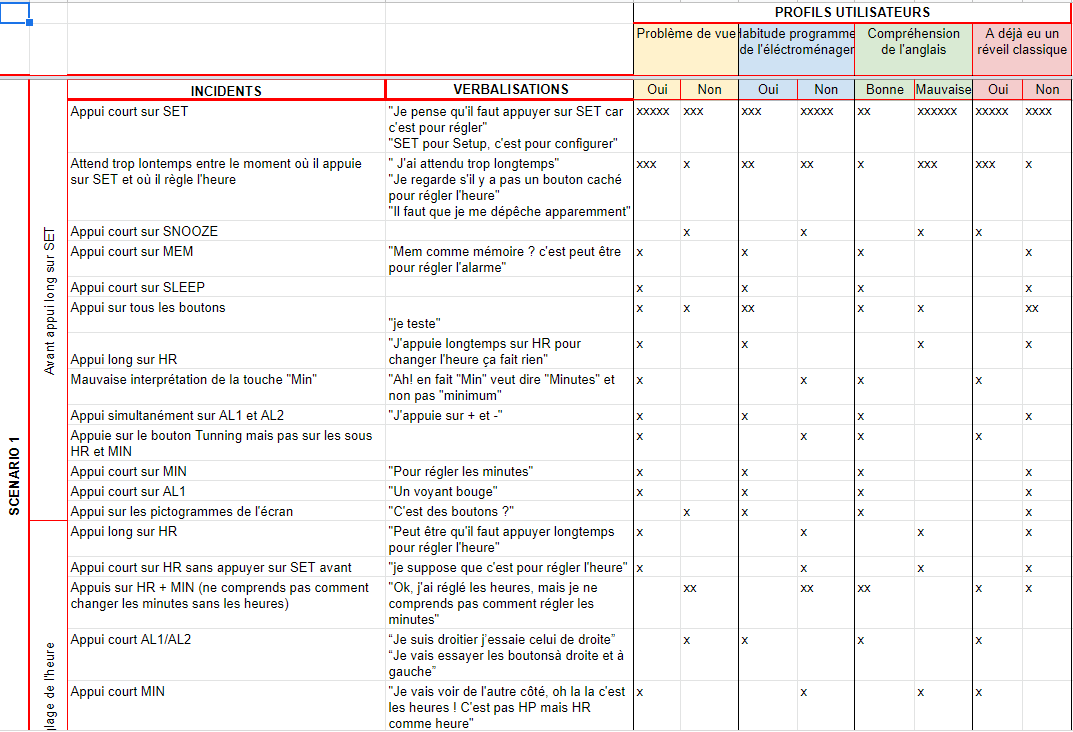 PROFILS UTILISATEURS
Problème de vue
Habitude programme
de l'éléctroménager
Compréhension
de l'anglais
A déjà eu un
réveil classique
INCIDENTS
VERBALISATIONS
Oui
Non
Oui
Non
Bonne
Mauvaise
Oui
Non
SCENARIO 1
Avant appui long sur SET
Appui court sur SET
"Je pense qu'il faut appuyer sur SET car
c'est pour régler"
"SET pour Setup, c'est pour configurer"
xxxxx xxx xxx xxxxx xx xxxxxx xxxxx xxxx
Attend trop lontemps entre le moment où il appuie
sur SET et où il règle l'heure
" J'ai attendu trop longtemps"
"Je regarde s'il y a pas un bouton caché
pour régler l'heure"
"Il faut que je me dépêche apparemment"
xxx x xx xx x xxx xxx x
Appui court sur SNOOZE
x x x x
Appui court sur MEM
"Mem comme mémoire ? c'est peut être
pour régler l'alarme"
x x x x
Appui court sur SLEEP
x x x x
Appui sur tous les boutons
"je teste"
x x xx x x xx
Appui long sur HR
"J'appuie longtemps sur HR pour
changer l'heure ça fait rien"
x x x x
Mauvaise interprétation de la touche "Min"
"Ah! en fait "Min" veut dire "Minutes" et
non pas "minimum"
x x x x
Appui simultanément sur AL1 et AL2
"J'appuie sur + et -"
x x x x
Appuie sur le bouton Tunning mais pas sur les sous
HR et MIN
x x x x
Appui court sur MIN
"Pour régler les minutes"
x x x x
Appui court sur AL1
"Un voyant bouge"
x x x x
Appui sur les pictogrammes de l'écran
"C'est des boutons ?"
x x x x
lage de l'heure
Appui long sur HR
"Peut être qu'il faut appuyer longtemps
pour régler l'heure"
x x x x
Appui court sur HR sans appuyer sur SET avant
"je suppose que c'est pour régler l'heure"
x x x x
Appuis sur HR + MIN (ne comprends pas comment
changer les minutes sans les heures)
"Ok, j'ai réglé les heures, mais je ne
comprends pas comment régler les
minutes"
xx xx xx x x
Appui court AL1/AL2
“Je suis droitier j’essaie celui de droite”
“Je vais essayer les boutonsà droite et à
gauche”
x x x x
Appui court MIN
"Je vais voir de l'autre côté, oh la la c'est
les heures ! C'est pas HP mais HR
comme heure"
x x x x